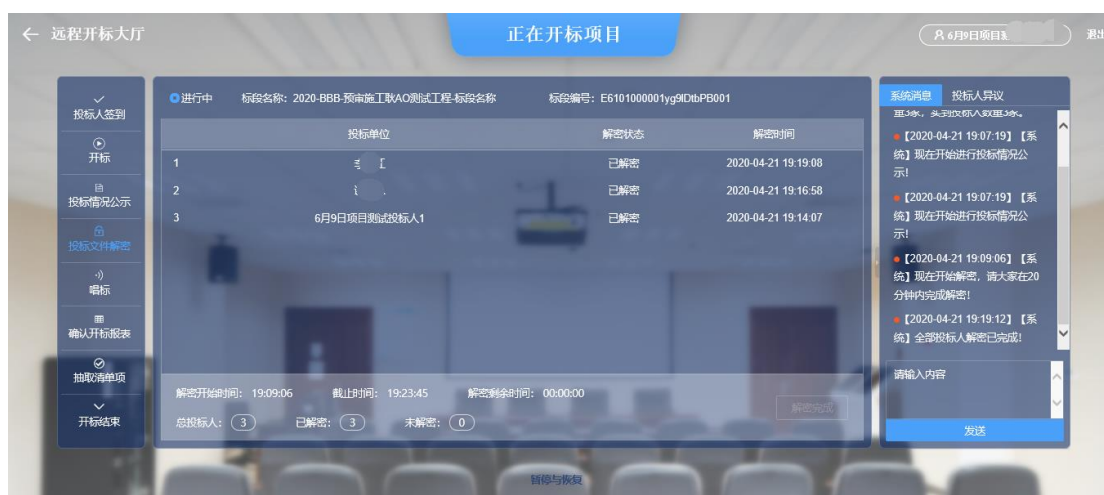 ← 远程开标大厅
正在开标项目
6月9日项目
退出
投标人签到
开标
投标情况公示
投标文件解密
唱标
确认开标报表
抽取清单项
开标结束
进行中 标段名称：2020-BBB-预审施工耿AO测试工程-标段名称 标段编号：E6101000001yg9IDtbPB001
投标单位 解密状态 解密时间
1 已解密 2020-04-21 19:19:08
2 已解密 2020-04-21 19:16:58
3 6月9日项目测试投标人1 已解密 2020-04-21 19:14:07
解密开始时间：19:09:06 截止时间：19:23:45 解密剩余时间：00:00:00
总投标人：3 已解密：3 未解密：0
解密完成
暂停与恢复
系统消息 投标人异议
【2020-04-21 19:07:19】【系
统】现在开始进行投标情况公
示!
【2020-04-21 19:07:19】【系
统】现在开始进行投标情况公
示!
【2020-04-21 19:09:06】【系
统】现在开始解密，请大家在20
分钟内完成解密!
【2020-04-21 19:19:12】【系
统】全部投标人解密已完成!
请输入内容
发送